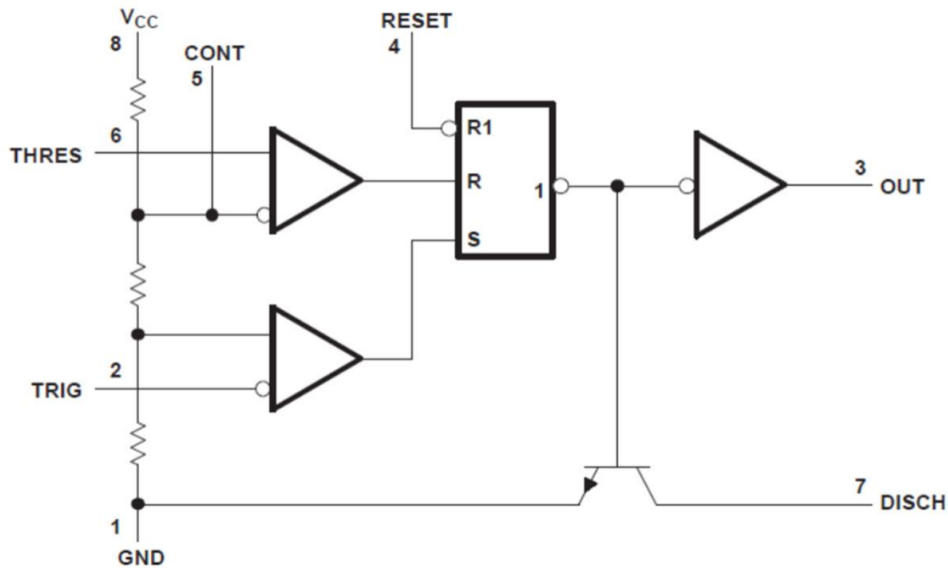 VCC
8
CONT
5
RESET
4
6
THRES
R1
R
1
S
3
OUT
2
TRIG
7
DISCH
1
GND